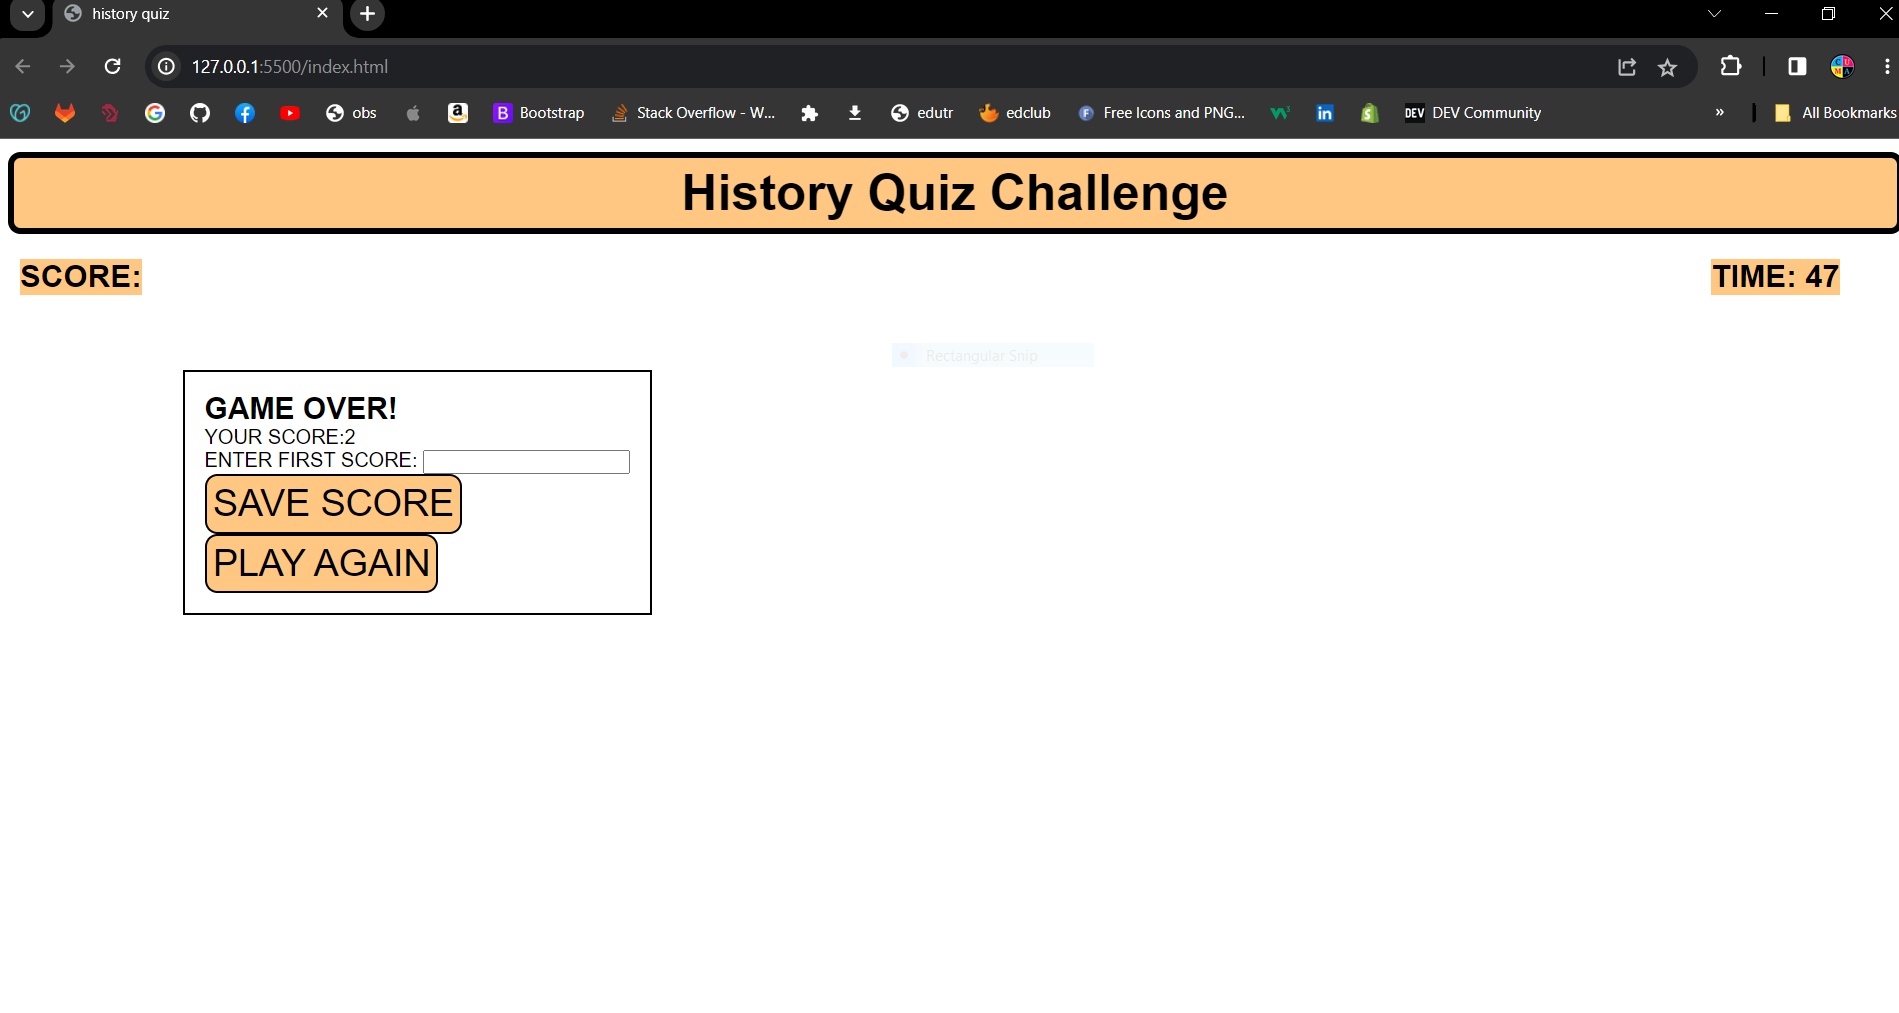 history quiz
127.0.0.1:5500/index.html
obs
Bootstrap
Stack Overflow - W...
edutr
edclub
Free Icons and PNG...
DEV
DEV Community
»
All Bookmarks
History Quiz Challenge
SCORE:
TIME: 47
Rectangular Snip
GAME OVER!
YOUR SCORE:2
ENTER FIRST SCORE:
SAVE SCORE
PLAY AGAIN